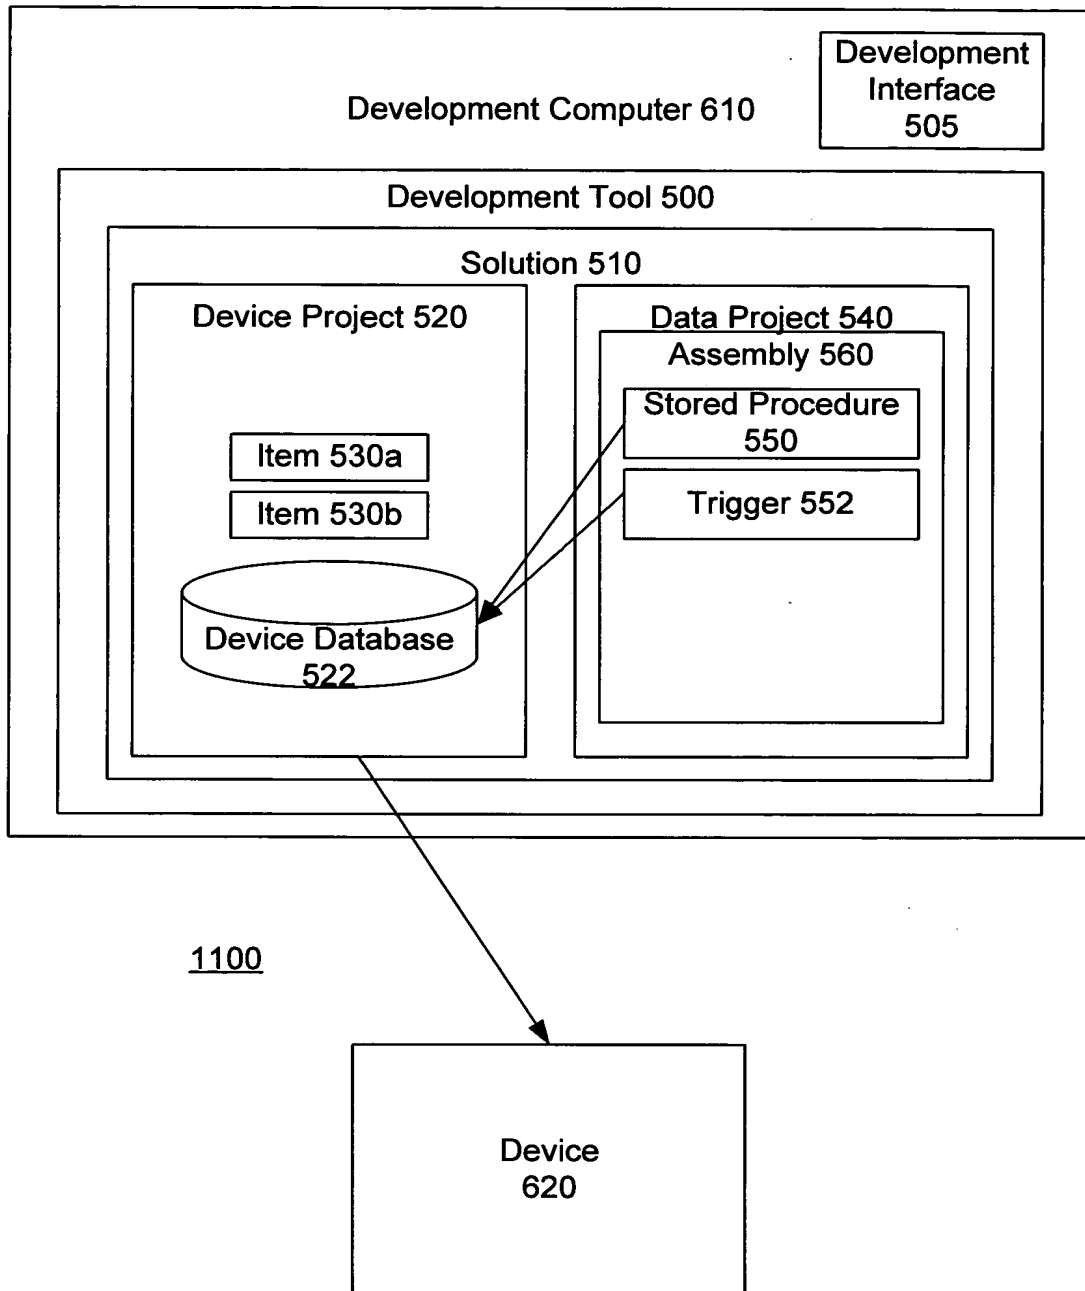 Development
Interface
505
Development Computer 610
Development Tool 500
Solution 510
Device Project 520
Item 530a
Item 530b
Device Database
522
Data Project 540
Assembly 560
Stored Procedure
550
Trigger 552
1100
Device
620